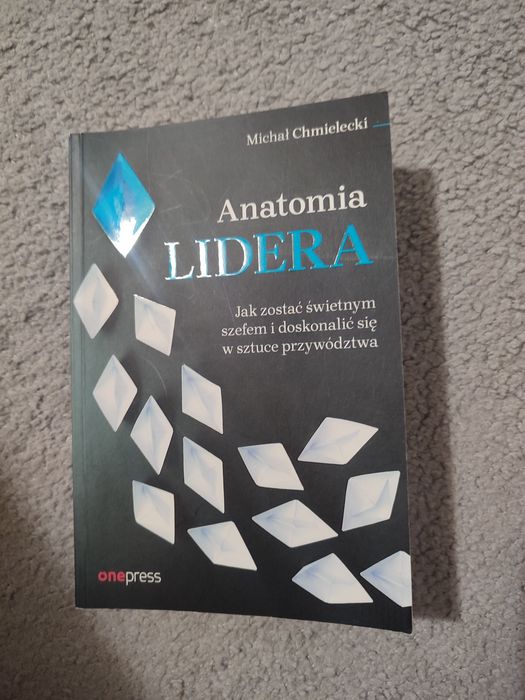 Michał Chmielecki
Anatomia
LIDERA
Jak zostać świetnym
szefem i doskonalić się
w sztuce przywództwa
onepress